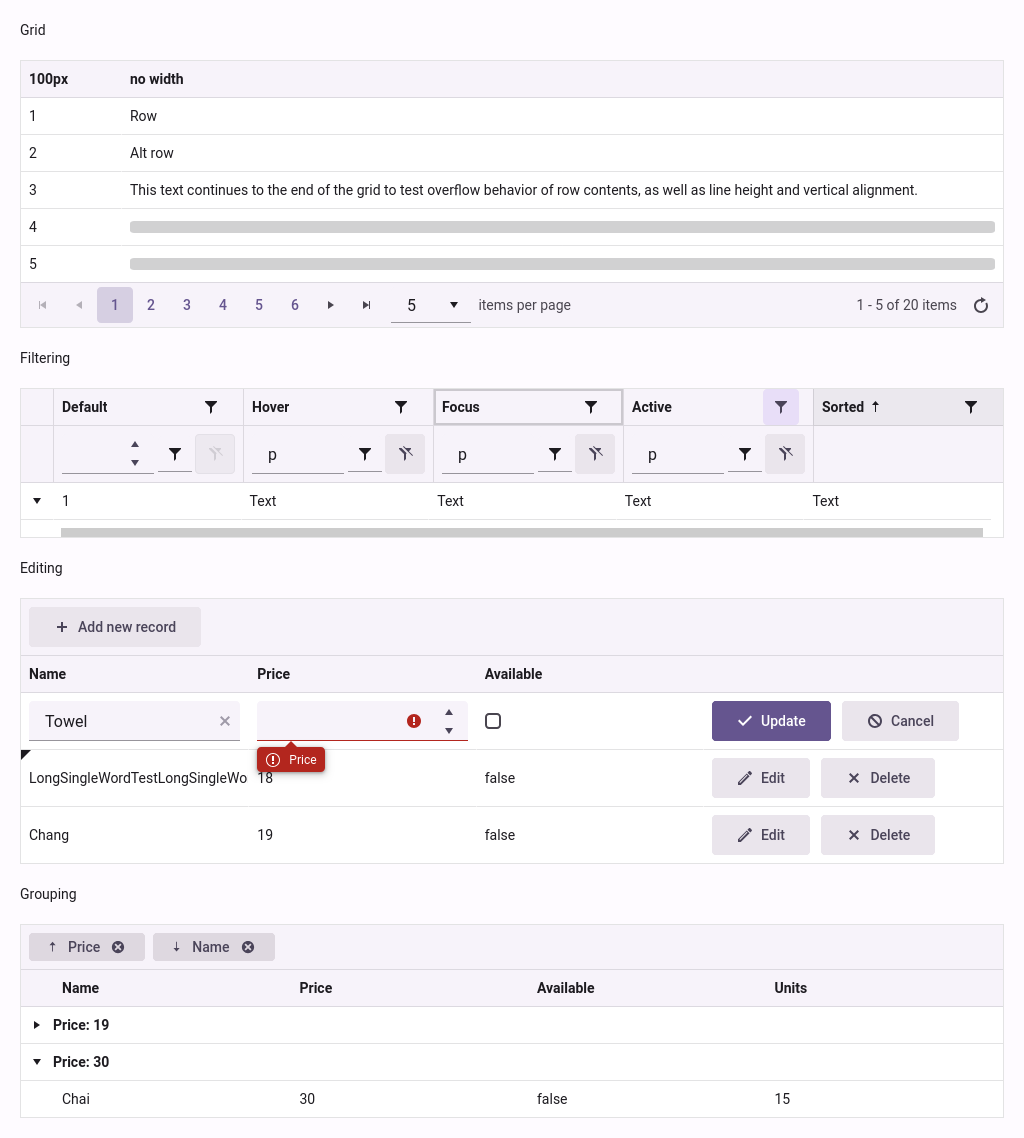 Grid
100px no width
1 Row
2 Alt row
3 This text continues to the end of the grid to test overflow behavior of row contents, as well as line height and vertical alignment.
4
5
1 2 3 4 5 6 5 items per page 1 - 5 of 20 items
Filtering
Default Hover Focus Active Sorted
p p p
1 Text Text Text Text
Editing
Add new record
Name Price Available
Towel Update Cancel
Price
LongSingleWordTestLongSingleWo 18 false Edit Delete
Chang 19 false Edit Delete
Grouping
Price Name
Name Price Available Units
Price: 19
Price: 30
Chai 30 false 15